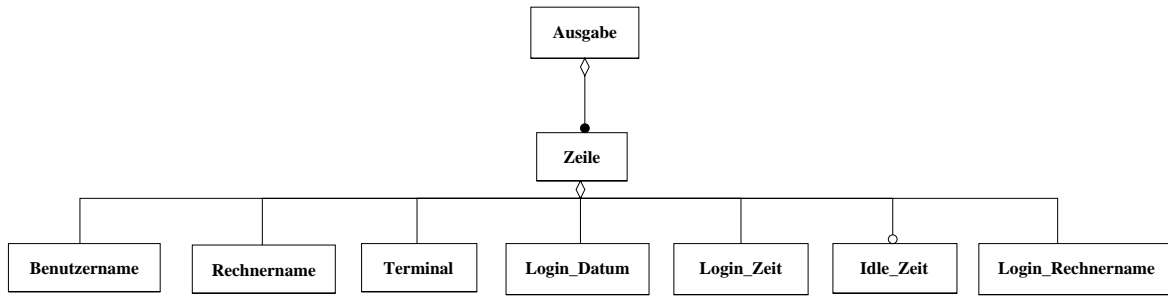 Ausgabe
Zeile
Benutzername
Rechnername
Terminal
Login_Datum
Login_Zeit
Idle_Zeit
Login_Rechnername